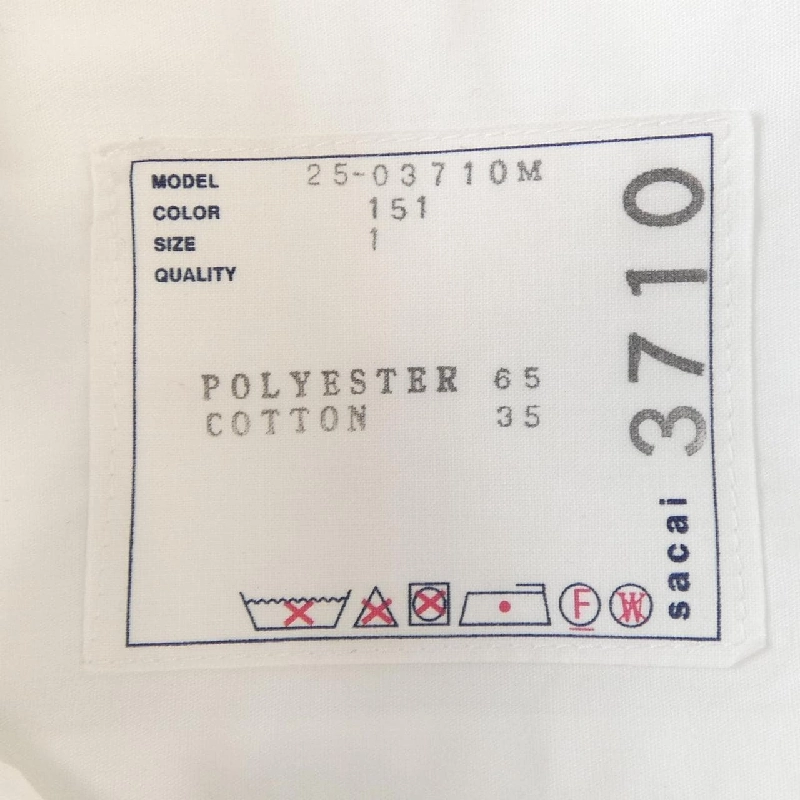 MODEL 25-03710M
COLOR 151
SIZE 1
QUALITY
POLYESTER 65
COTTON 35
F W
sacai 3710